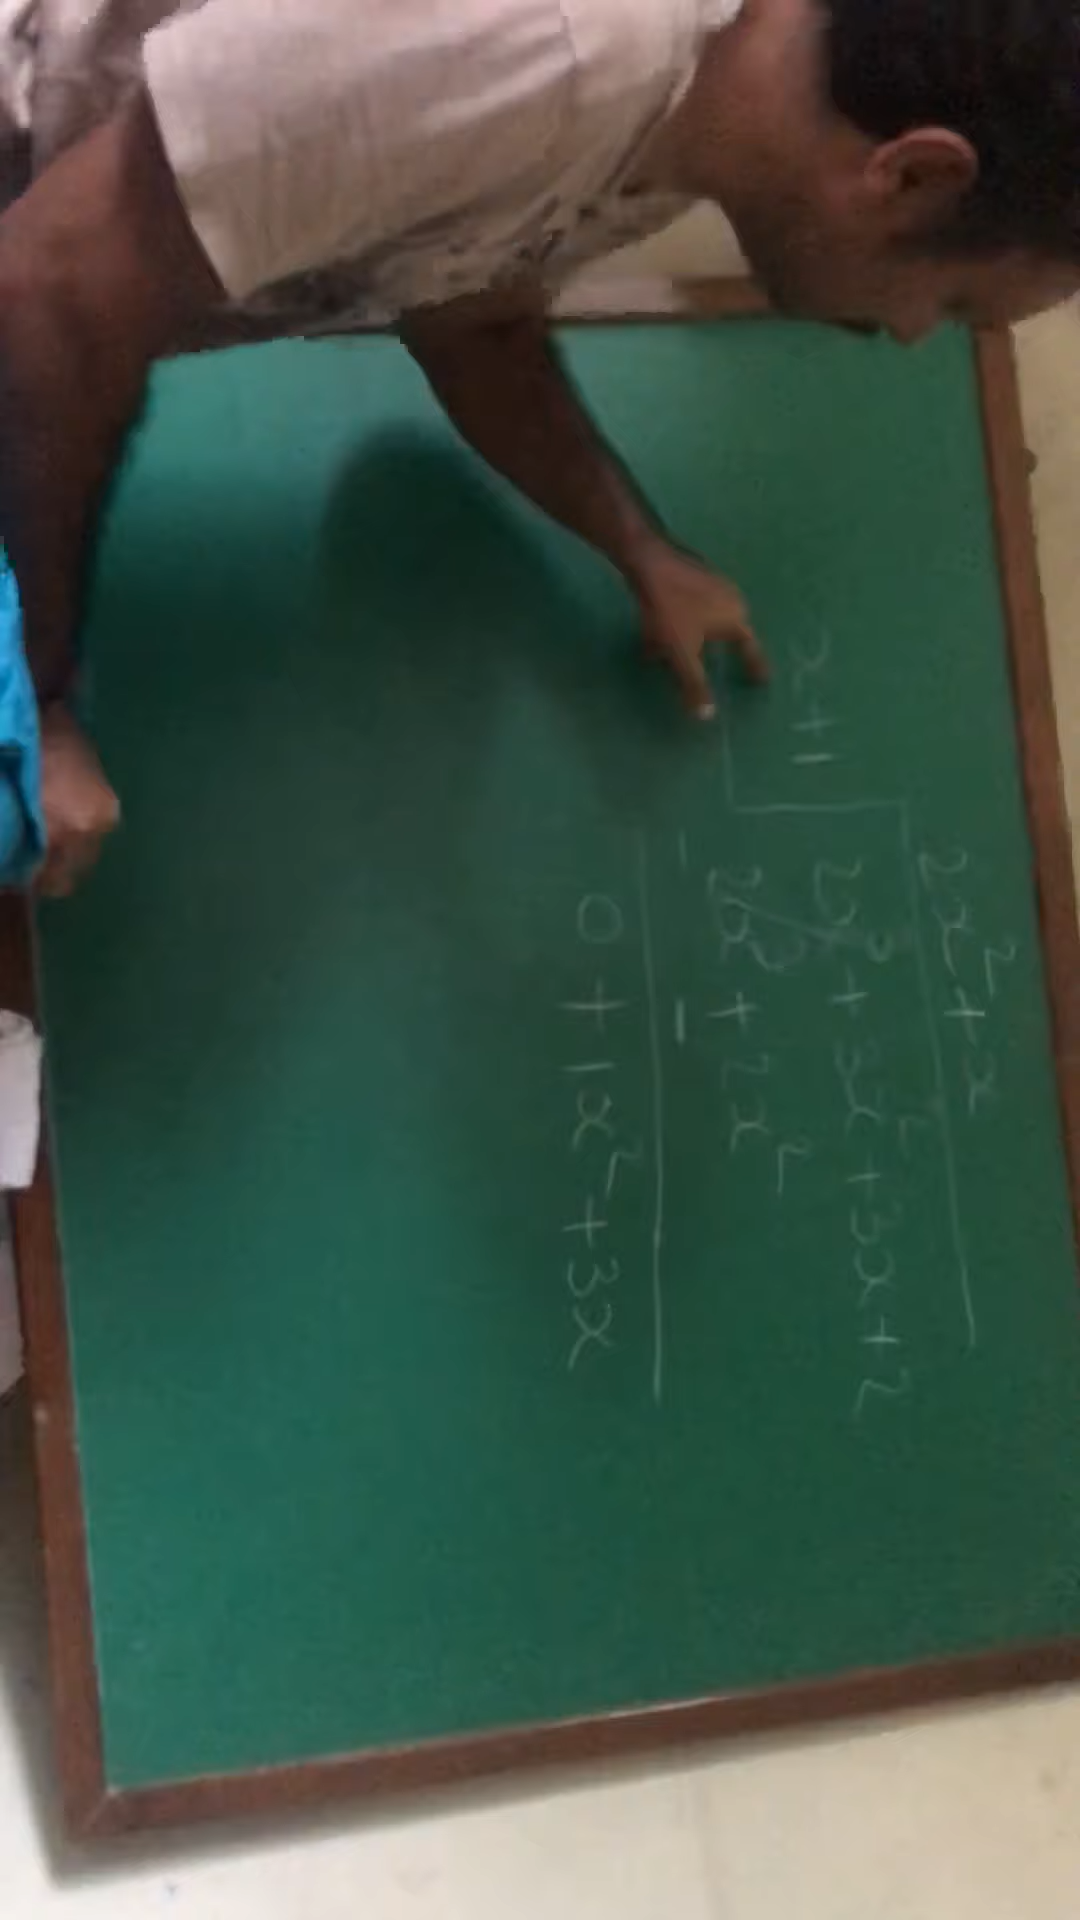 2x² + x
x+1
2x³ + 3x² + 3x + 2
2x³ + 2x²
- -
0 + 1x² + 3x